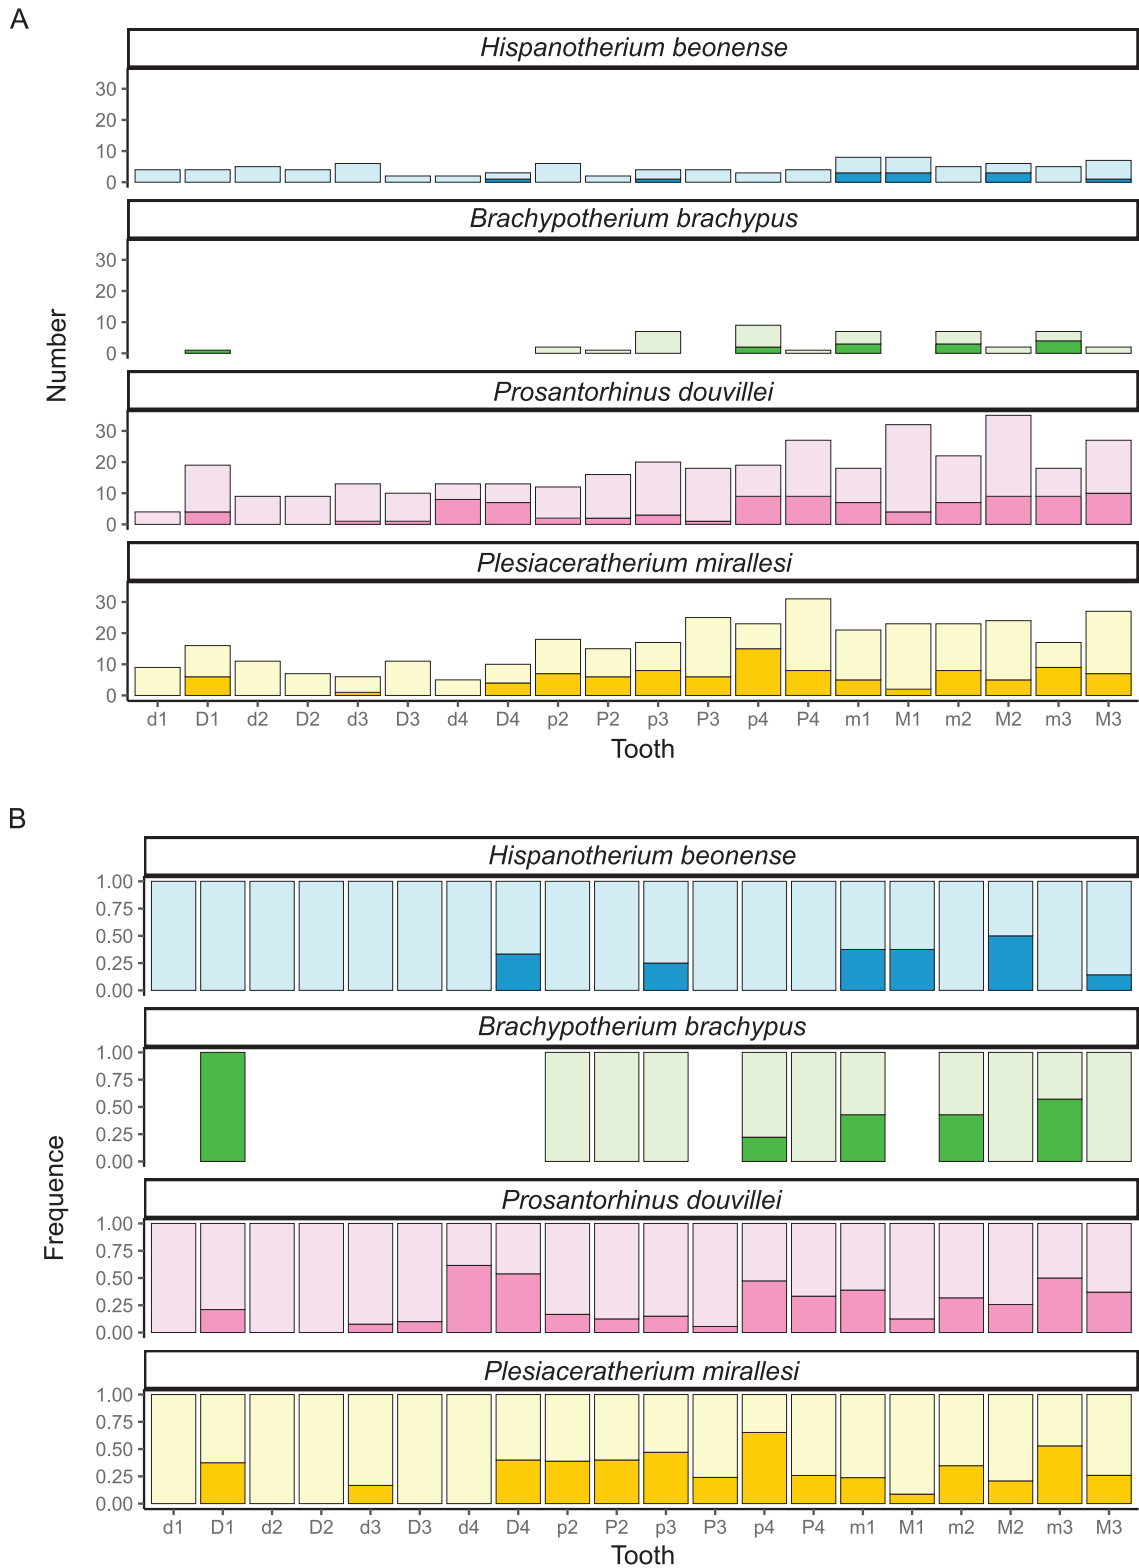 A
Hispanotherium beonense
30
20
10
0
Brachypotherium brachypus
30
20
10
0
Prosantorhinus douvillei
30
20
10
0
Plesiaceratherium mirallesi
30
20
10
0
Number
d1 D1 d2 D2 d3 D3 d4 D4 p2 P2 p3 P3 p4 P4 m1 M1 m2 M2 m3 M3
Tooth
B
Hispanotherium beonense
1.00
0.75
0.50
0.25
0.00
Brachypotherium brachypus
1.00
0.75
0.50
0.25
0.00
Prosantorhinus douvillei
1.00
0.75
0.50
0.25
0.00
Plesiaceratherium mirallesi
1.00
0.75
0.50
0.25
0.00
Frequence
d1 D1 d2 D2 d3 D3 d4 D4 p2 P2 p3 P3 p4 P4 m1 M1 m2 M2 m3 M3
Tooth